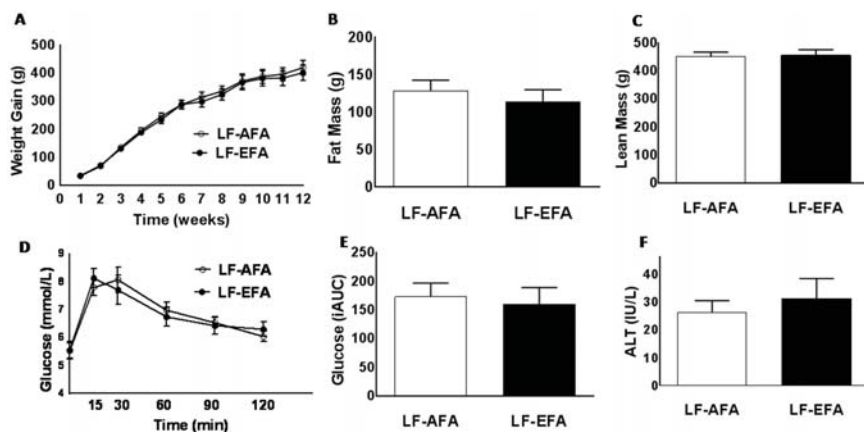 A
Weight Gain (g)
500
400
300
200
100
0
LF-AFA
LF-EFA
0 1 2 3 4 5 6 7 8 9 10 11 12
Time (weeks)
B
Fat Mass (g)
200
150
100
50
0
LF-AFA LF-EFA
C
Lean Mass (g)
500
400
300
200
100
0
LF-AFA LF-EFA
D
Glucose (mmol/L)
9
8
7
6
5
4
LF-AFA
LF-EFA
15 30 60 90 120
Time (min)
E
Glucose (iAUC)
250
200
150
100
50
0
LF-AFA LF-EFA
F
ALT (IU/L)
40
30
20
10
0
LF-AFA LF-EFA